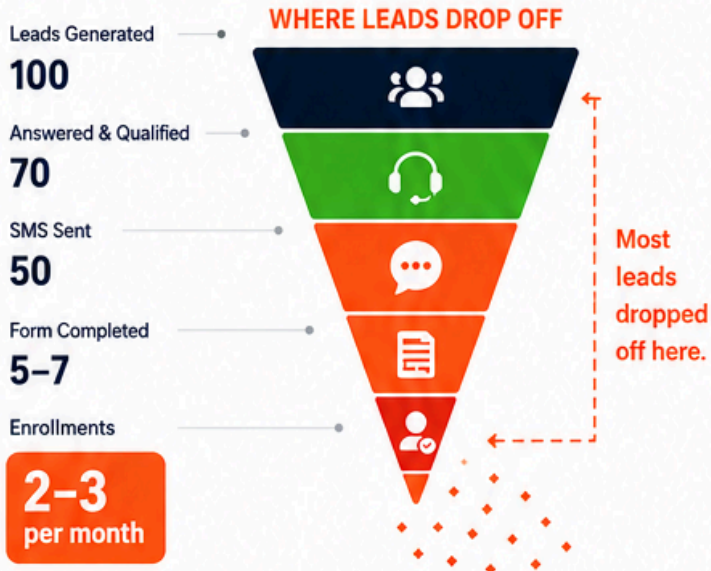 WHERE LEADS DROP OFF
Leads Generated
100
Answered & Qualified
70
SMS Sent
50
Form Completed
5–7
Enrollments
2–3
per month
Most
leads
dropped
off here.